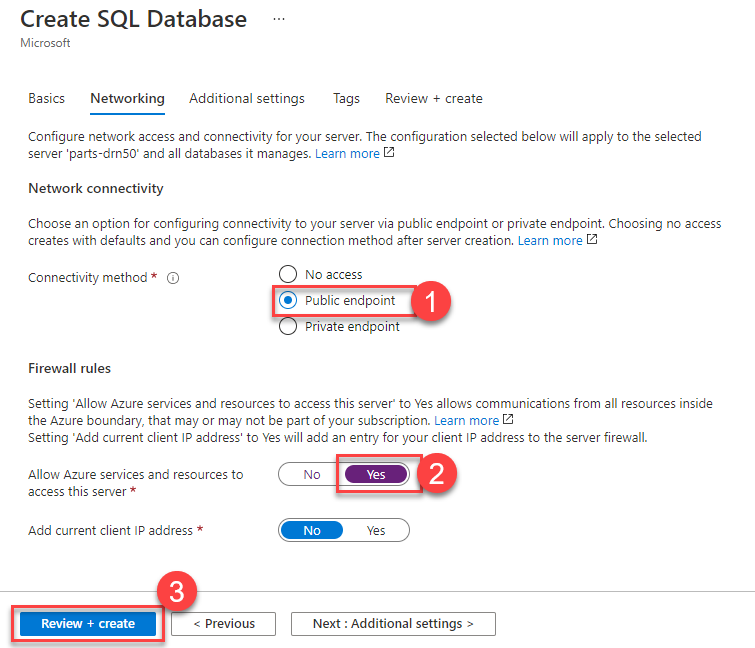 Create SQL Database ...
Microsoft
Basics Networking Additional settings Tags Review + create
Configure network access and connectivity for your server. The configuration selected below will apply to the selected
server 'parts-drn50' and all databases it manages. Learn more
Network connectivity
Choose an option for configuring connectivity to your server via public endpoint or private endpoint. Choosing no access
creates with defaults and you can configure connection method after server creation. Learn more
Connectivity method * No access
Public endpoint 1
Private endpoint
Firewall rules
Setting 'Allow Azure services and resources to access this server' to Yes allows communications from all resources inside
the Azure boundary, that may or may not be part of your subscription. Learn more
Setting 'Add current client IP address' to Yes will add an entry for your client IP address to the server firewall.
Allow Azure services and resources to No Yes 2
access this server *
Add current client IP address * No Yes
3
Review + create < Previous Next : Additional settings >